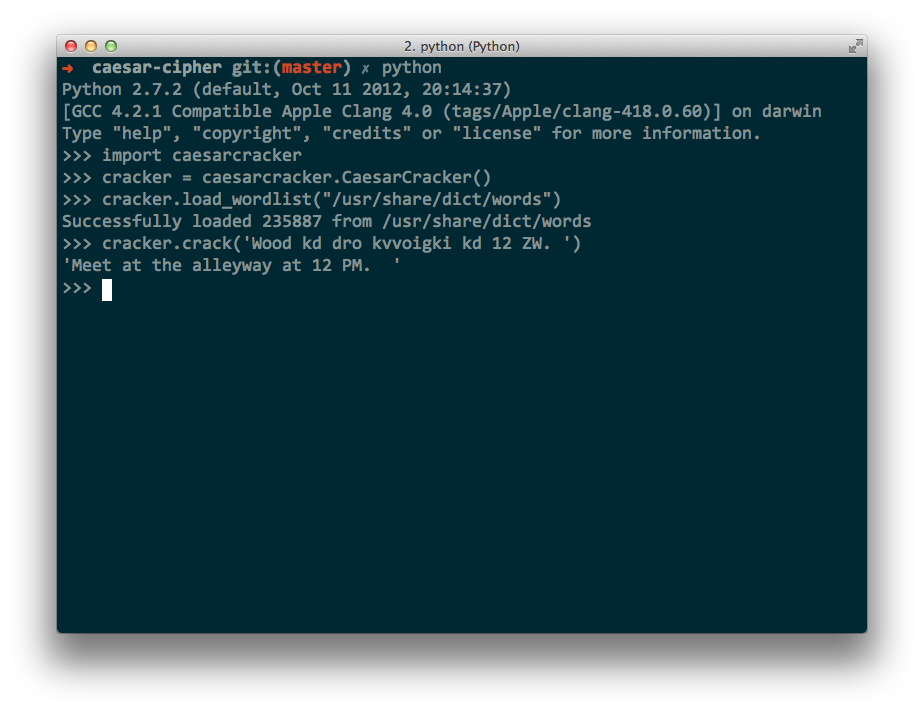 2. python (Python)
➜  caesar-cipher git:(master) ✗ python
Python 2.7.2 (default, Oct 11 2012, 20:14:37)
[GCC 4.2.1 Compatible Apple Clang 4.0 (tags/Apple/clang-418.0.60)] on darwin
Type "help", "copyright", "credits" or "license" for more information.
>>> import caesarcracker
>>> cracker = caesarcracker.CaesarCracker()
>>> cracker.load_wordlist("/usr/share/dict/words")
Successfully loaded 235887 from /usr/share/dict/words
>>> cracker.crack('Wood kd dro kvvoigki kd 12 ZW. ')
'Meet at the alleyway at 12 PM.  '
>>>